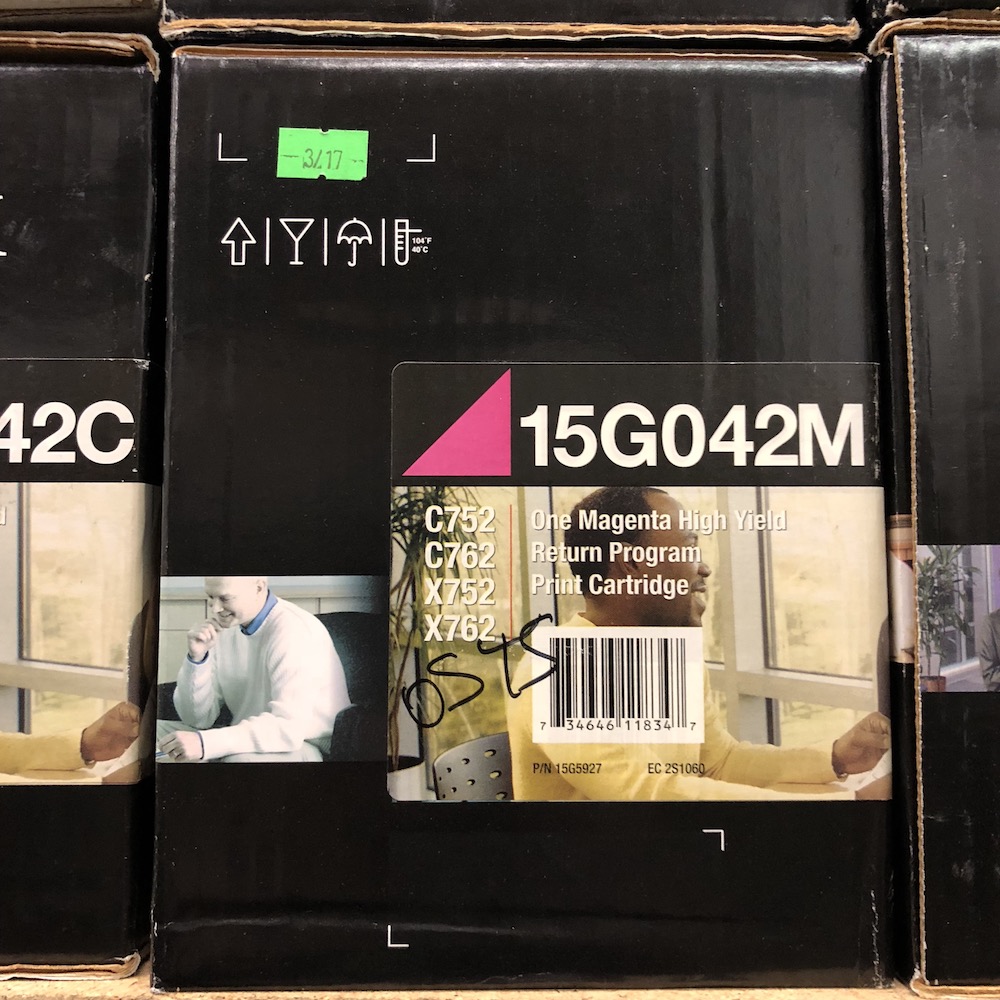 3/17
104°F
40°C
42C
15G042M
C752
C762
X752
X762
One Magenta High Yield
Return Program
Print Cartridge
7 34646 11834 7
P/N 15G5927 EC 2S1060